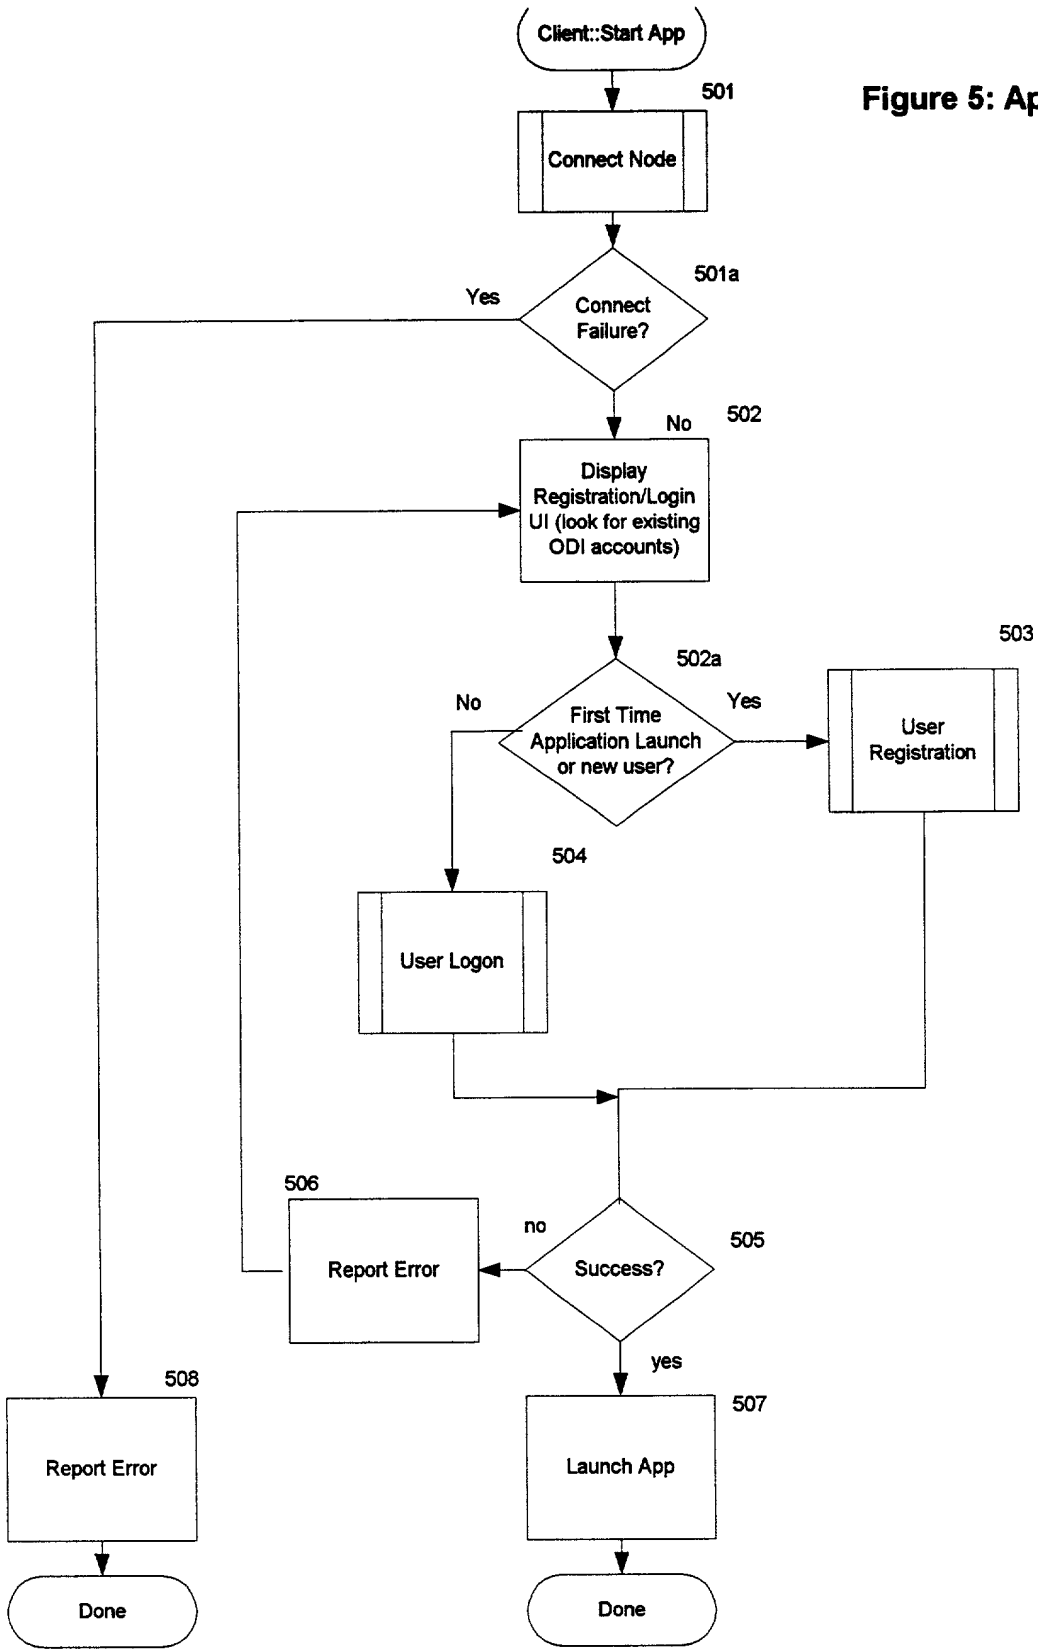 Client::Start App
501
Figure 5: Ap
Connect Node
501a
Yes
Connect
Failure?
502
No
Display
Registration/Login
UI (look for existing
ODI accounts)
503
502a
No
Yes
First Time
Application Launch
or new user?
User
Registration
504
User Logon
506
no
505
Report Error
Success?
yes
508
507
Report Error
Launch App
Done
Done